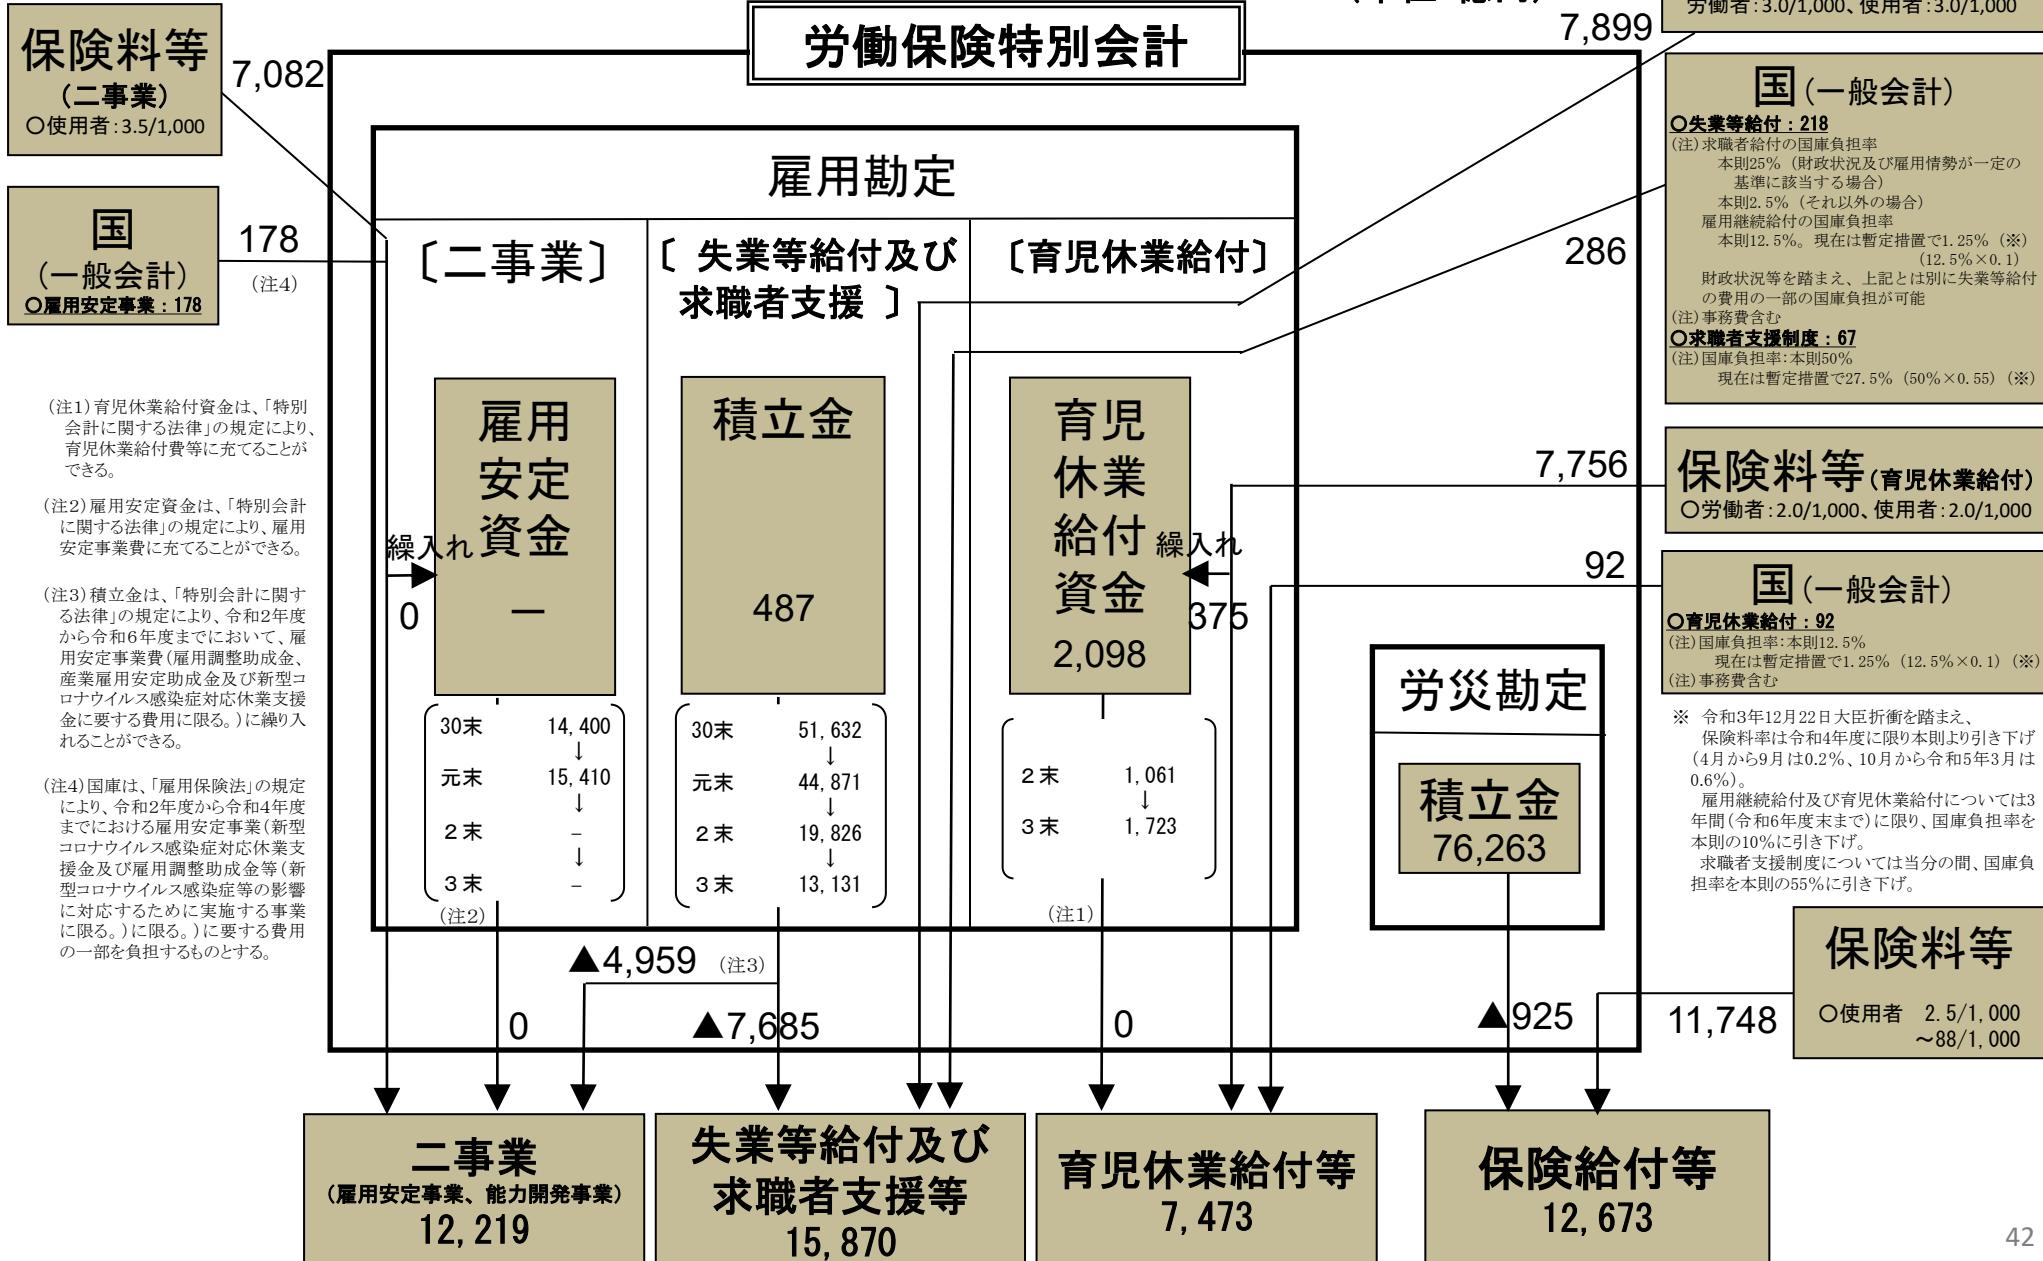 労働保険特別会計
7,899
労働者：3.0/1,000、使用者：3.0/1,000
保険料等
(二事業)
○使用者：3.5/1,000
7,082
国
(一般会計)
○雇用安定事業：178
178
(注4)
雇用勘定
〔二事業〕
〔 失業等給付及び
求職者支援 〕
〔育児休業給付〕
国(一般会計)
○失業等給付：218
(注)求職者給付の国庫負担率
本則25%（財政状況及び雇用情勢が一定の
基準に該当する場合）
本則2.5%（それ以外の場合）
雇用継続給付の国庫負担率
本則12.5%。現在は暫定措置で1.25%（※）
(12.5%×0.1)
財政状況等を踏まえ、上記とは別に失業等給付
の費用の一部の国庫負担が可能
(注)事務費含む
○求職者支援制度：67
(注)国庫負担率：本則50%
現在は暫定措置で27.5%（50%×0.55）（※）
286
(注1)育児休業給付資金は、「特別
会計に関する法律」の規定により、
育児休業給付費等に充てることが
できる。
(注2)雇用安定資金は、「特別会計
に関する法律」の規定により、雇用
安定事業費に充てることができる。
(注3)積立金は、「特別会計に関す
る法律」の規定により、令和2年度
から令和6年度までにおいて、雇
用安定事業費(雇用調整助成金、
産業雇用安定助成金及び新型コ
ロナウイルス感染症対応休業支援
金に要する費用に限る。)に繰り入
れることができる。
(注4)国庫は、「雇用保険法」の規定
により、令和2年度から令和4年度
までにおける雇用安定事業(新型
コロナウイルス感染症対応休業支
援金及び雇用調整助成金等(新
型コロナウイルス感染症等の影響
に対応するために実施する事業
に限る。)に限る。)に要する費用
の一部を負担するものとする。
雇用
安定
資金
－
繰入れ
0
積立金
487
育児
休業
給付
資金
2,098
繰入れ
375
7,756
保険料等(育児休業給付)
○労働者：2.0/1,000、使用者：2.0/1,000
92
国(一般会計)
○育児休業給付：92
(注)国庫負担率：本則12.5%
現在は暫定措置で1.25%（12.5%×0.1）（※）
(注)事務費含む
30末 14,400
↓
元末 15,410
↓
２末 －
↓
３末 －
(注2)
30末 51,632
↓
元末 44,871
↓
２末 19,826
↓
３末 13,131
２末 1,061
↓
３末 1,723
(注1)
労災勘定
積立金
76,263
※ 令和3年12月22日大臣折衝を踏まえ、
保険料率は令和4年度に限り本則より引き下げ
(4月から9月は0.2%、10月から令和5年3月は
0.6%)。
雇用継続給付及び育児休業給付については3
年間(令和6年度末まで)に限り、国庫負担率を
本則の10%に引き下げ。
求職者支援制度については当分の間、国庫負
担率を本則の55%に引き下げ。
▲4,959 (注3)
0
▲7,685
0
▲925
11,748
保険料等
○使用者 2.5/1,000
～88/1,000
二事業
(雇用安定事業、能力開発事業)
12,219
失業等給付及び
求職者支援等
15,870
育児休業給付等
7,473
保険給付等
12,673
42